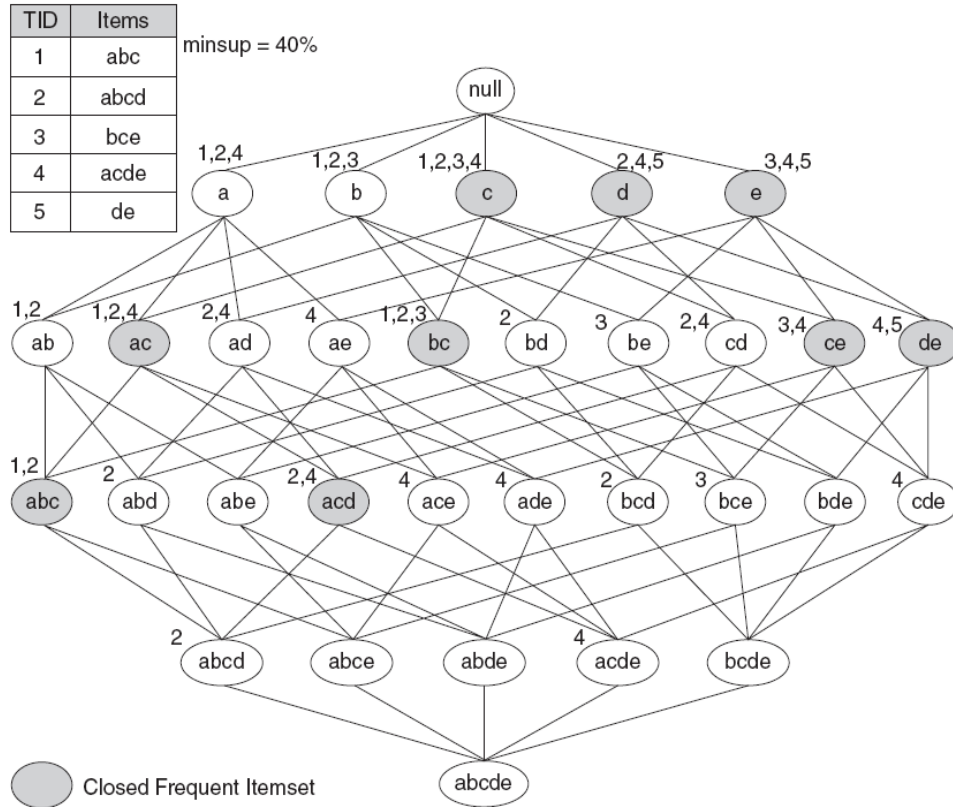 TID Items
1 abc
2 abcd
3 bce
4 acde
5 de
minsup = 40%
null
1,2,4 1,2,3 1,2,3,4 2,4,5 3,4,5
a b c d e
1,2 1,2,4 2,4 4 1,2,3 2 3 2,4 3,4 4,5
ab ac ad ae bc bd be cd ce de
1,2 2 2,4 4 4 2 3 4
abc abd abe acd ace ade bcd bce bde cde
2 4
abcd abce abde acde bcde
abcde
Closed Frequent Itemset